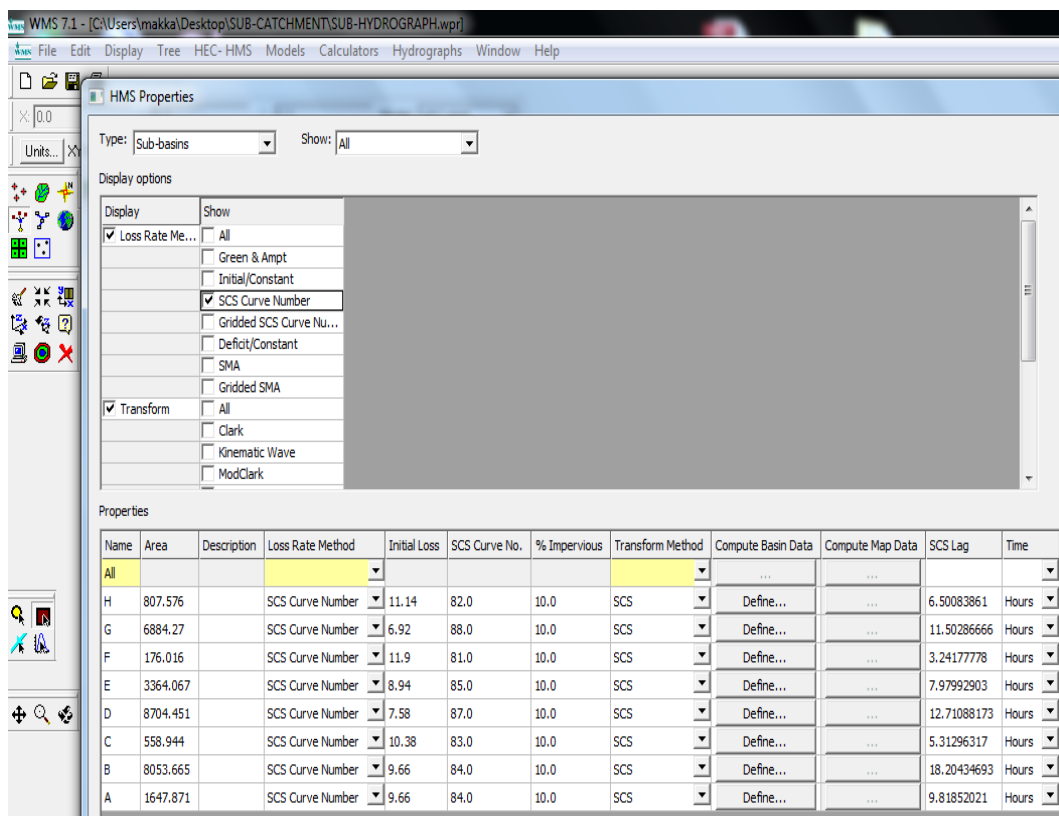 WMS 7.1 - [C:\Users\makka\Desktop\SUB-CATCHMENT\SUB-HYDROGRAPH.wpr]
File Edit Display Tree HEC-HMS Models Calculators Hydrographs Window Help
HMS Properties
X: 0.0
Type: Sub-basins Show: All
Units...
Display options
Display Show
Loss Rate Me... All
Green & Ampt
Initial/Constant
SCS Curve Number
Gridded SCS Curve Nu...
Deficit/Constant
SMA
Gridded SMA
Transform All
Clark
Kinematic Wave
ModClark
Properties
Name Area Description Loss Rate Method Initial Loss SCS Curve No. % Impervious Transform Method Compute Basin Data Compute Map Data SCS Lag Time
All ... ...
H 807.576 SCS Curve Number 11.14 82.0 10.0 SCS Define... ... 6.50083861 Hours
G 6884.27 SCS Curve Number 6.92 88.0 10.0 SCS Define... ... 11.50286666 Hours
F 176.016 SCS Curve Number 11.9 81.0 10.0 SCS Define... ... 3.24177778 Hours
E 3364.067 SCS Curve Number 8.94 85.0 10.0 SCS Define... ... 7.97992903 Hours
D 8704.451 SCS Curve Number 7.58 87.0 10.0 SCS Define... ... 12.71088173 Hours
C 558.944 SCS Curve Number 10.38 83.0 10.0 SCS Define... ... 5.31296317 Hours
B 8053.665 SCS Curve Number 9.66 84.0 10.0 SCS Define... ... 18.20434693 Hours
A 1647.871 SCS Curve Number 9.66 84.0 10.0 SCS Define... ... 9.81852021 Hours